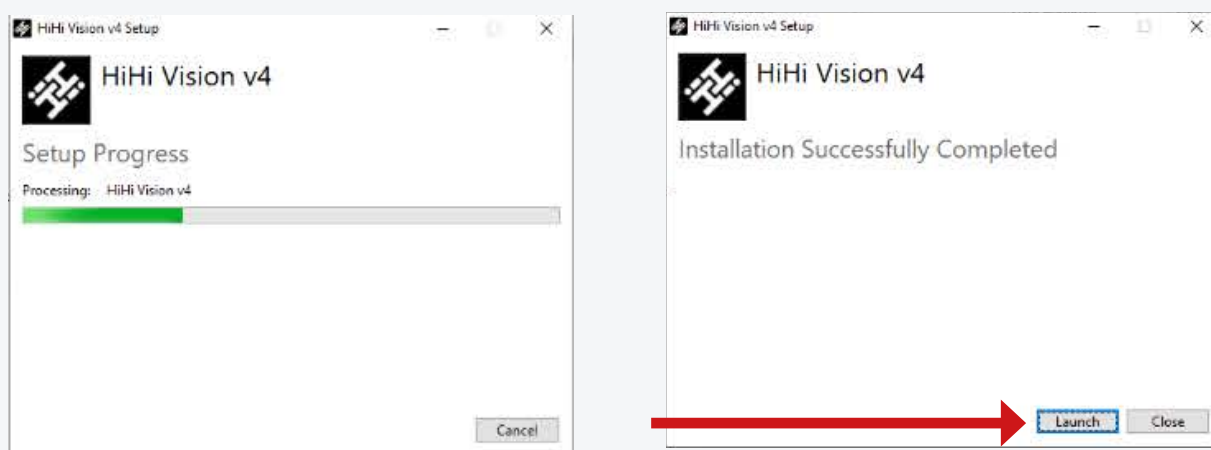 HiHi Vision v4 Setup
HiHi Vision v4
Setup Progress
Processing: HiHi Vision v4
Cancel
HiHi Vision v4 Setup
HiHi Vision v4
Installation Successfully Completed
Launch Close